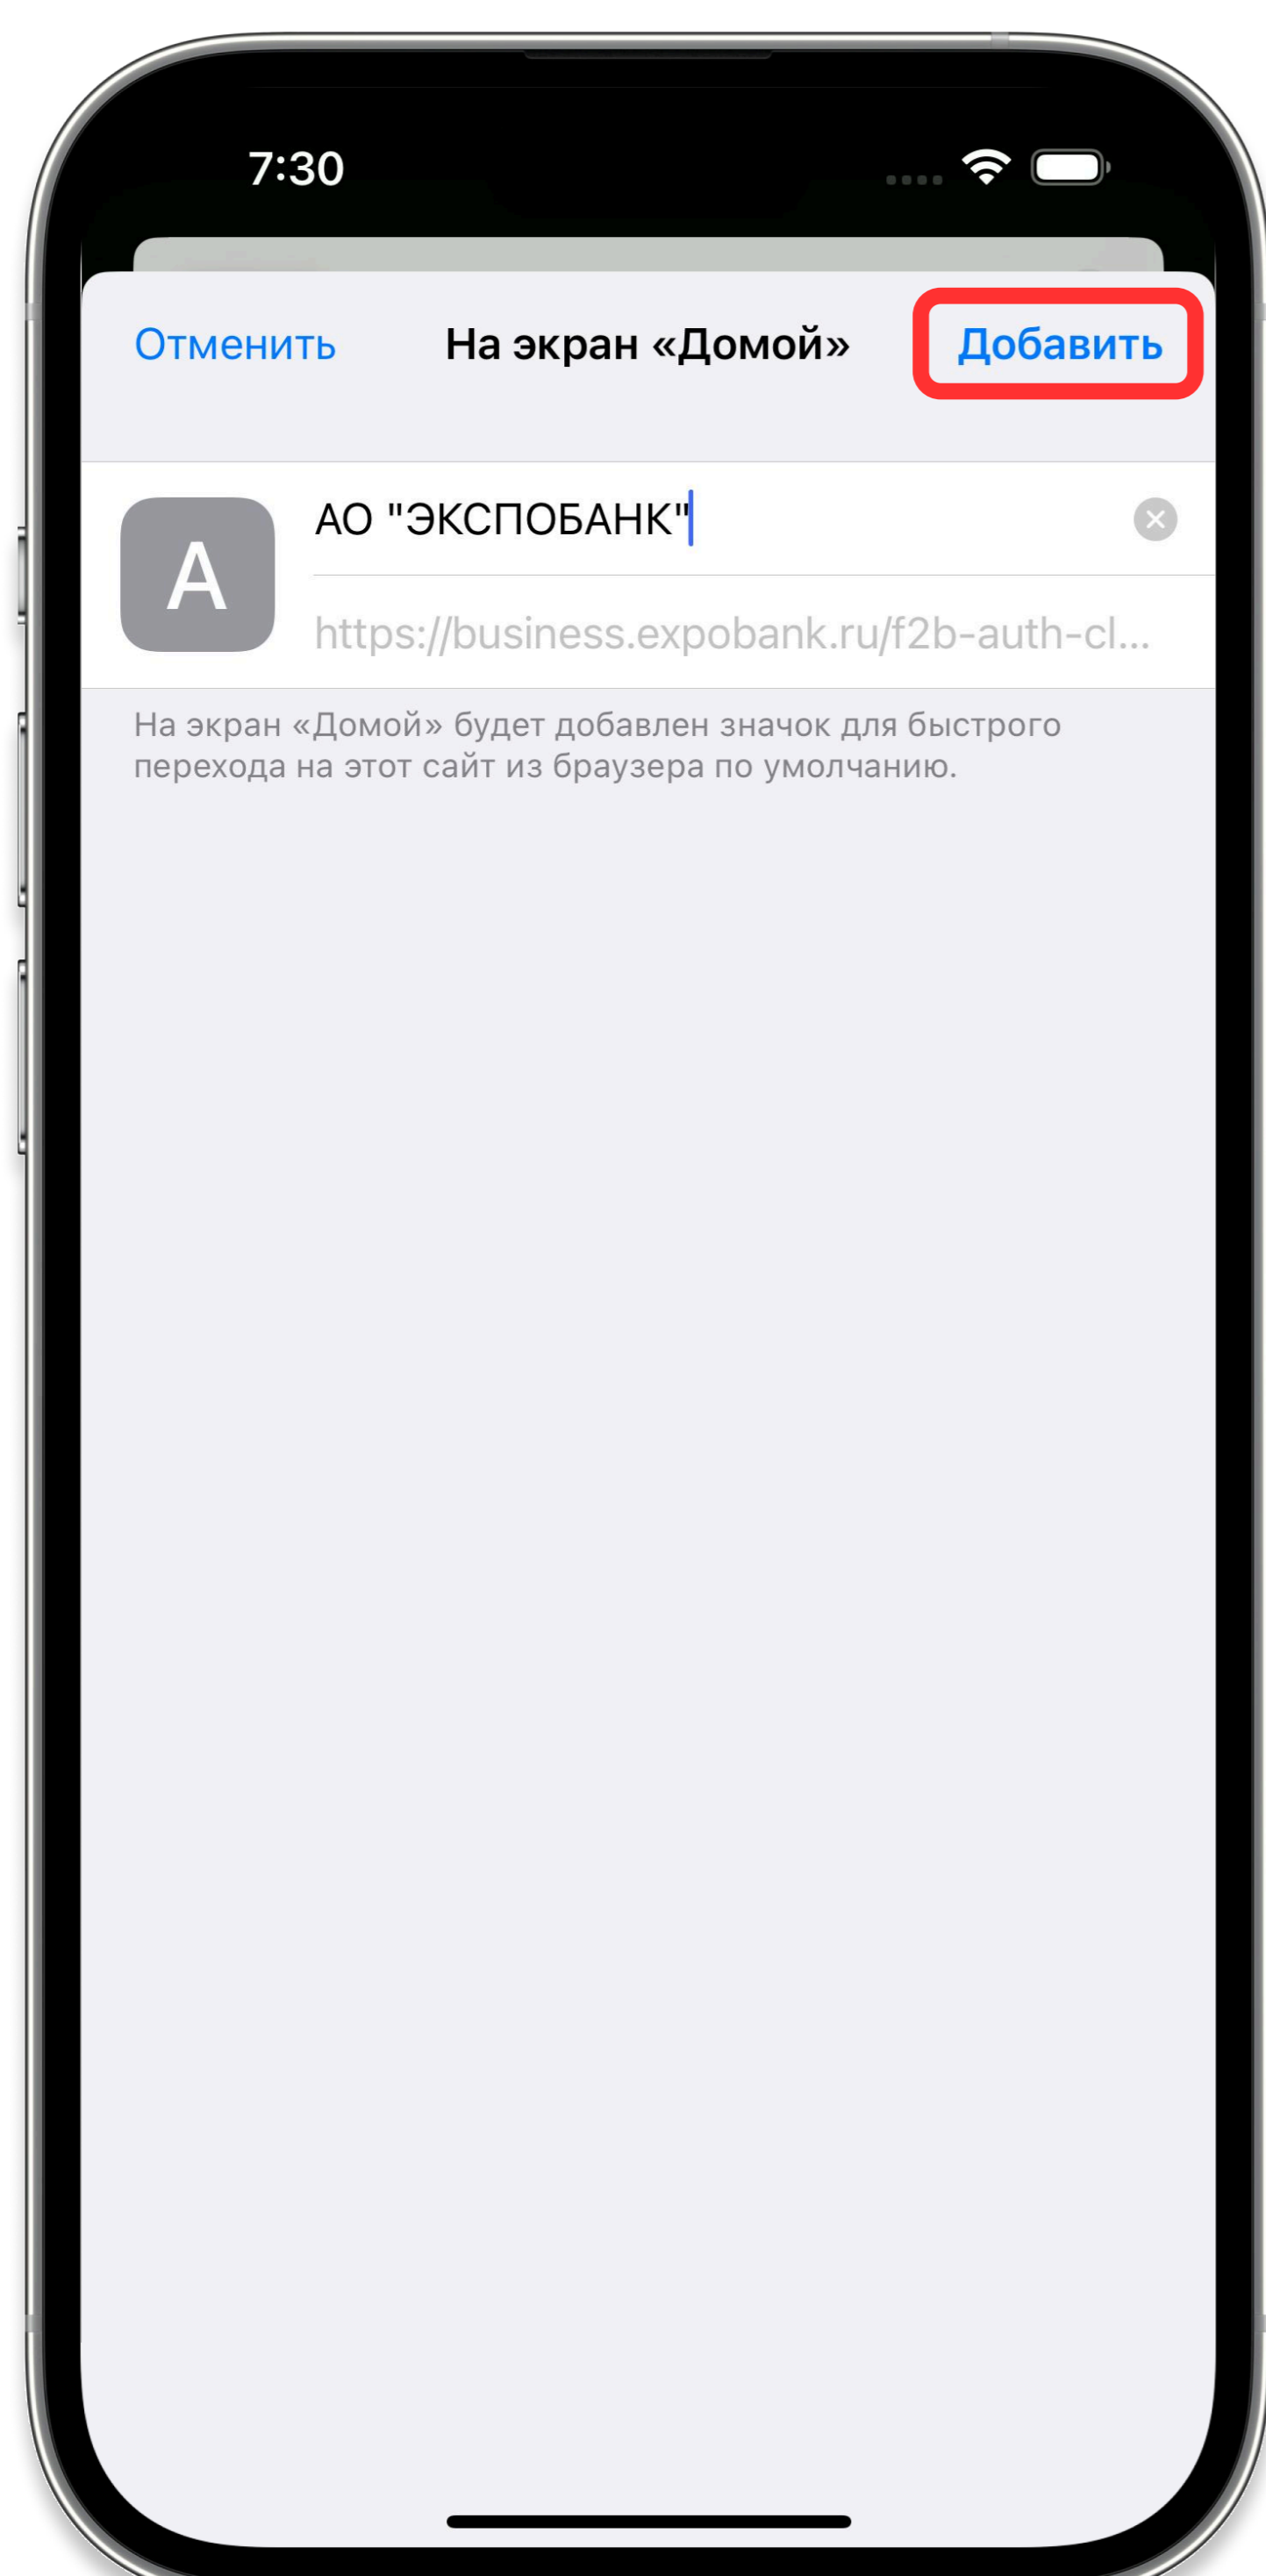 7:30
Отменить На экран «Домой» Добавить
А
АО "ЭКСПОБАНК"
https://business.expobank.ru/f2b-auth-cl...
На экран «Домой» будет добавлен значок для быстрого
перехода на этот сайт из браузера по умолчанию.